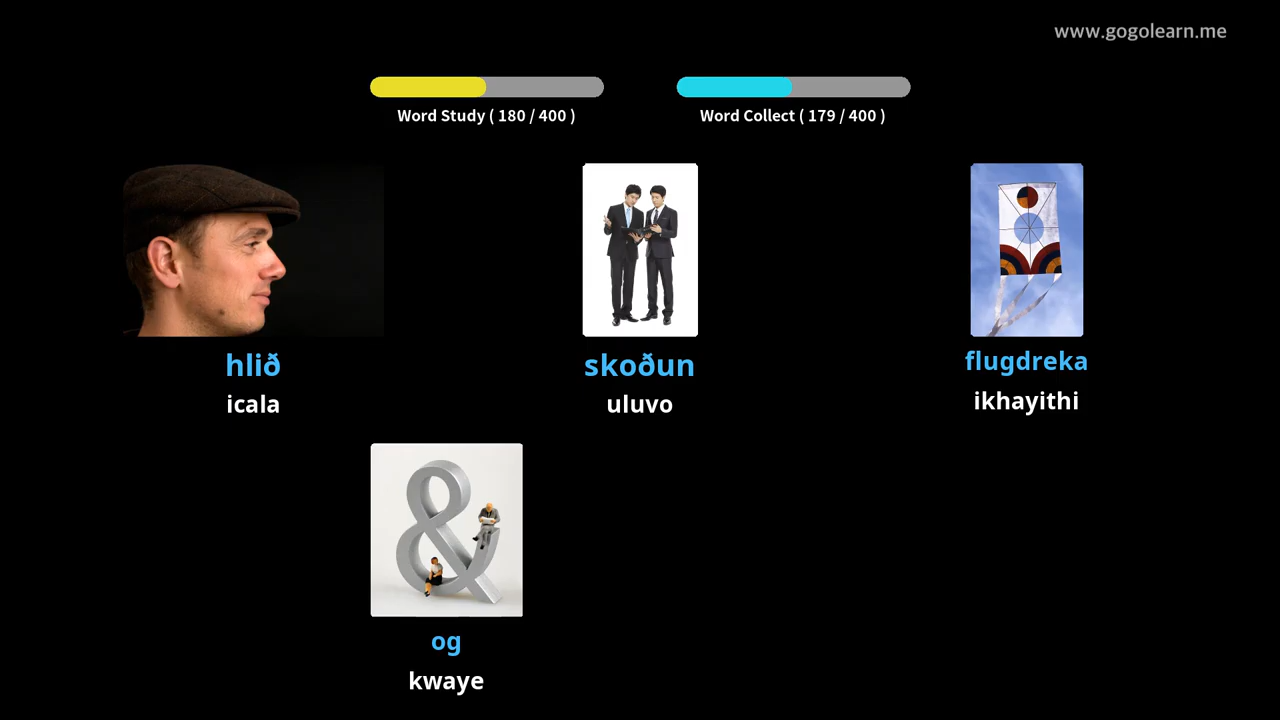 www.gogolearn.me
Word Study ( 180 / 400 )
Word Collect ( 179 / 400 )
hlið
skoðun
flugdreka
icala
uluvo
ikhayithi
&
og
kwaye